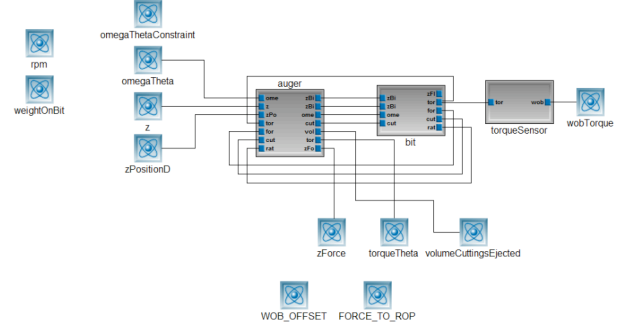 omegaThetaConstraint
rpm
omegaTheta
auger
weightOnBit
z
zPositionD
ome
z
zPo
tor
for
cut
rat
zBi
zBi
ome
cut
vol
tor
zFo
zBi
zBi
ome
cut
zFl
tor
for
cut
rat
bit
tor
wob
torqueSensor
wobTorque
zForce
torqueTheta
volumeCuttingsEjected
WOB_OFFSET
FORCE_TO_ROP